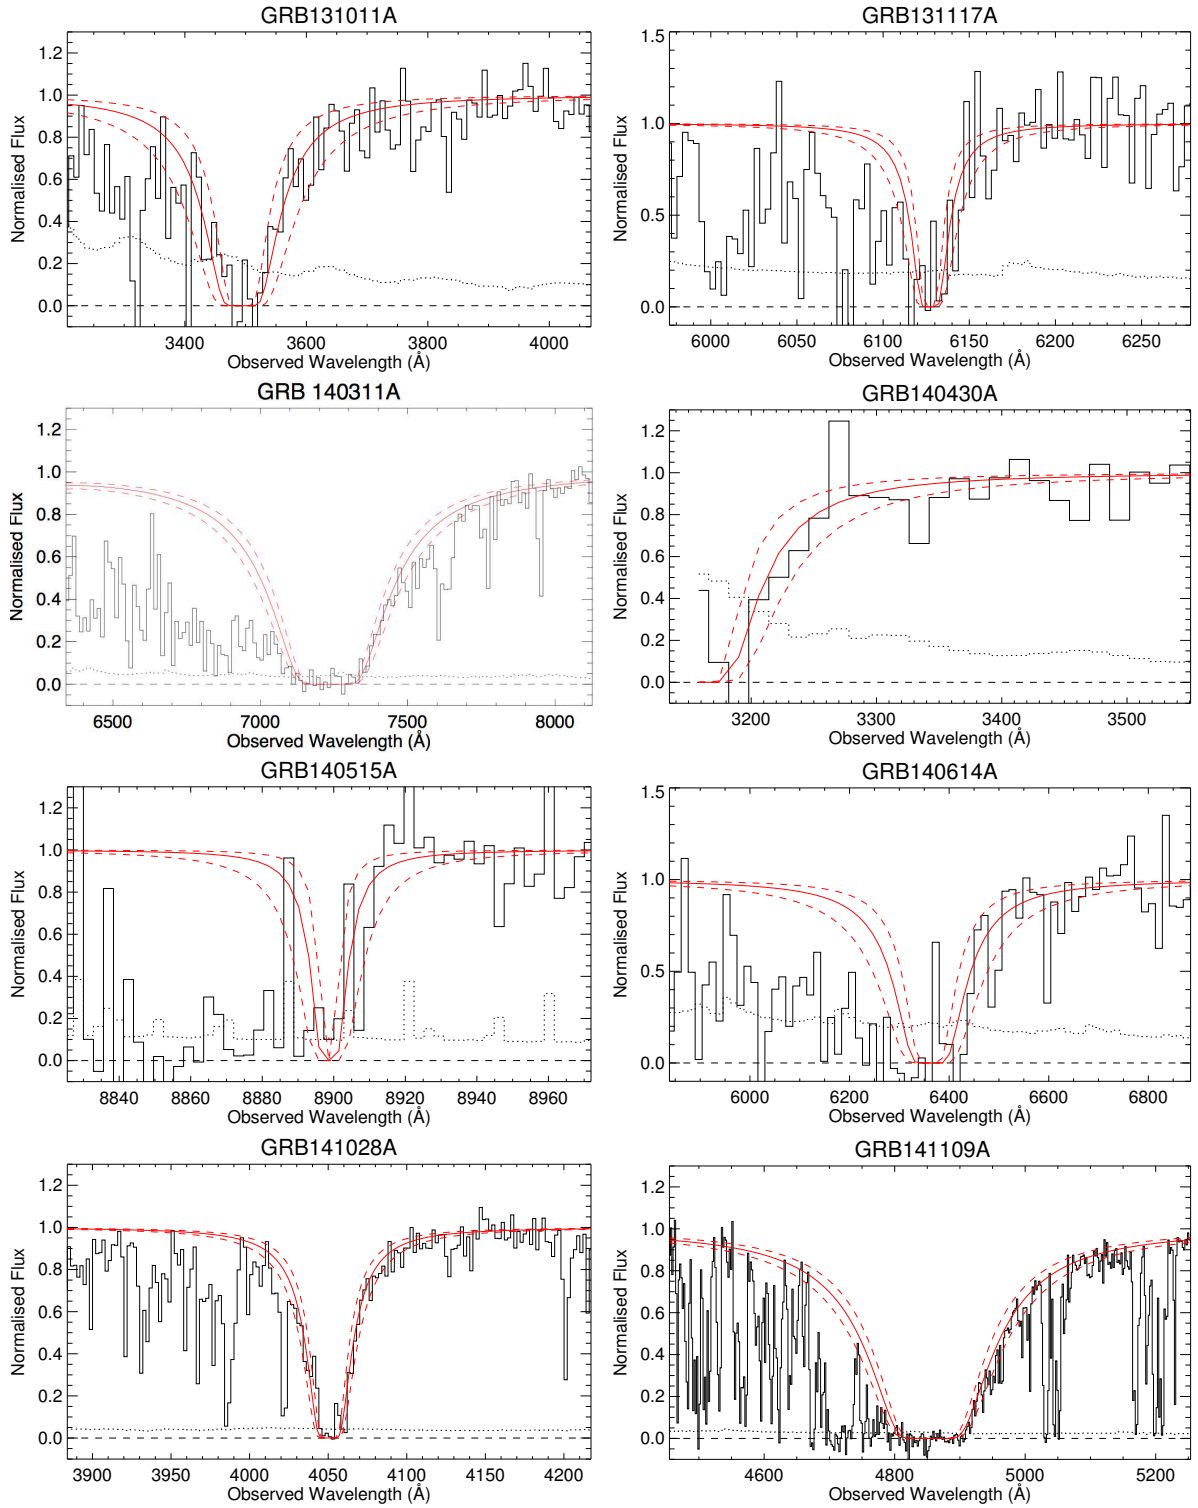 GRB131011A
Normalised Flux
1.2
1.0
0.8
0.6
0.4
0.2
0.0
3400 3600 3800 4000
Observed Wavelength (Å)
GRB131117A
Normalised Flux
1.5
1.0
0.5
0.0
6000 6050 6100 6150 6200 6250
Observed Wavelength (Å)
GRB 140311A
Normalised Flux
1.2
1.0
0.8
0.6
0.4
0.2
0.0
6500 7000 7500 8000
Observed Wavelength (Å)
GRB140430A
Normalised Flux
1.2
1.0
0.8
0.6
0.4
0.2
0.0
3200 3300 3400 3500
Observed Wavelength (Å)
GRB140515A
Normalised Flux
1.2
1.0
0.8
0.6
0.4
0.2
0.0
8840 8860 8880 8900 8920 8940 8960
Observed Wavelength (Å)
GRB140614A
Normalised Flux
1.5
1.0
0.5
0.0
6000 6200 6400 6600 6800
Observed Wavelength (Å)
GRB141028A
Normalised Flux
1.2
1.0
0.8
0.6
0.4
0.2
0.0
3900 3950 4000 4050 4100 4150 4200
Observed Wavelength (Å)
GRB141109A
Normalised Flux
1.2
1.0
0.8
0.6
0.4
0.2
0.0
4600 4800 5000 5200
Observed Wavelength (Å)